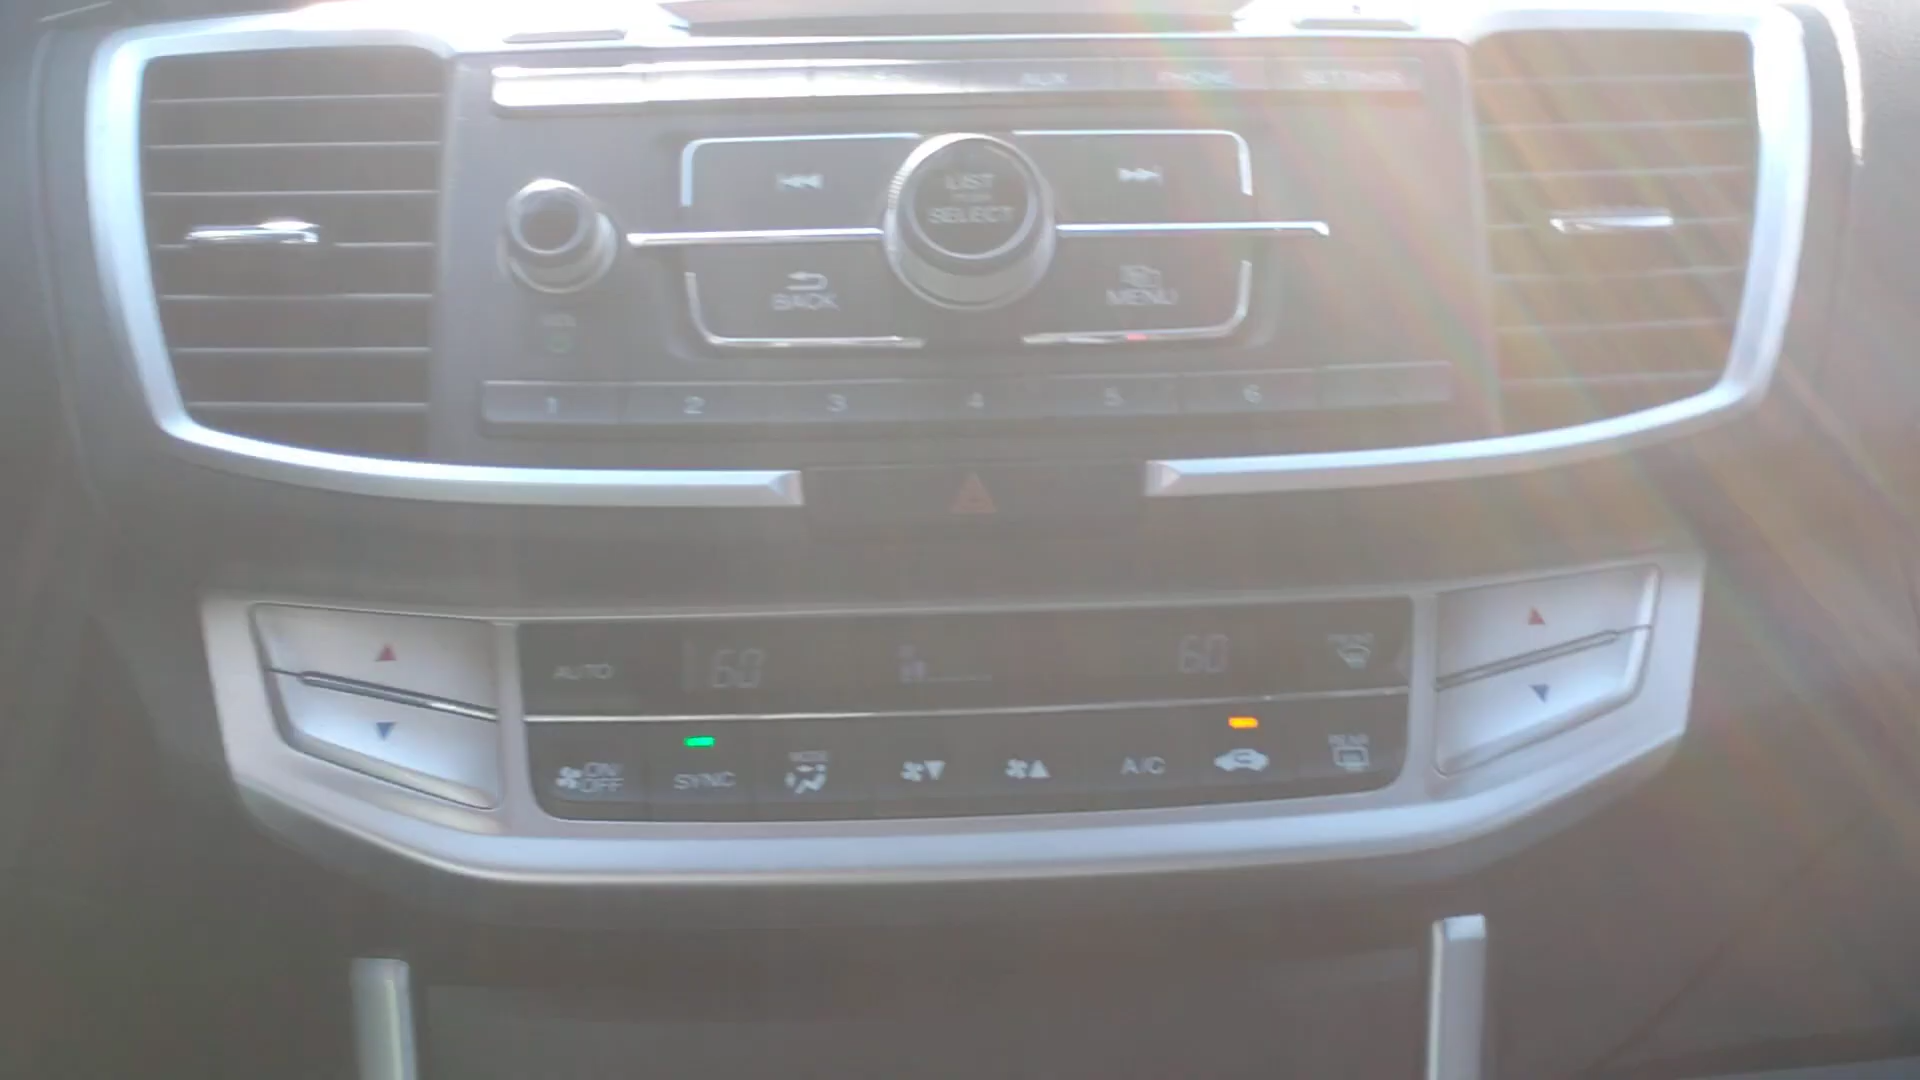 AUX PHONE SETTINGS
LIST
SELECT
BACK
MENU
1 2 3 4 5 6
AUTO 60 60
ON/
OFF
SYNC
MODE
A/C
REAR